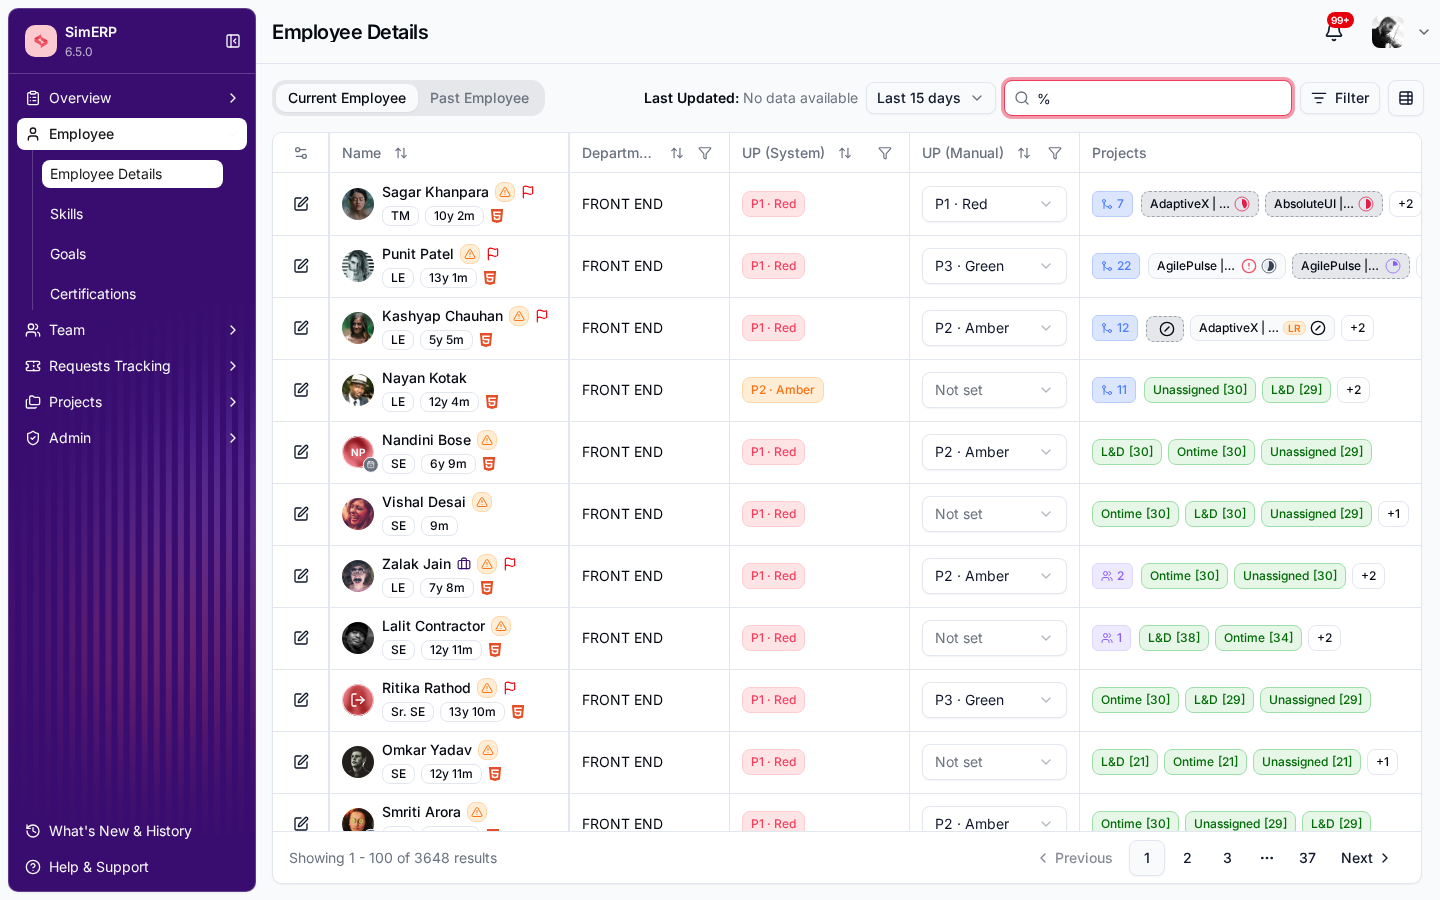 SimERP
6.5.0
Overview
Employee
Employee Details
Skills
Goals
Certifications
Team
Requests Tracking
Projects
Admin
What's New & History
Help & Support
Employee Details
99+
Current Employee
Past Employee
Last Updated: No data available
Last 15 days
%
Filter
Name
Departm...
UP (System)
UP (Manual)
Projects
Sagar Khanpara
TM
10y 2m
FRONT END
P1 · Red
P1 · Red
7
AdaptiveX | ...
AbsoluteUI |...
+2
Punit Patel
LE
13y 1m
FRONT END
P1 · Red
P3 · Green
22
AgilePulse |...
AgilePulse |...
Kashyap Chauhan
LE
5y 5m
FRONT END
P1 · Red
P2 · Amber
12
AdaptiveX | ...
LR
+2
Nayan Kotak
LE
12y 4m
FRONT END
P2 · Amber
Not set
11
Unassigned [30]
L&D [29]
+2
NP
Nandini Bose
SE
6y 9m
FRONT END
P1 · Red
P2 · Amber
L&D [30]
Ontime [30]
Unassigned [29]
Vishal Desai
SE
9m
FRONT END
P1 · Red
Not set
Ontime [30]
L&D [30]
Unassigned [29]
+1
Zalak Jain
LE
7y 8m
FRONT END
P1 · Red
P2 · Amber
2
Ontime [30]
Unassigned [30]
+2
Lalit Contractor
SE
12y 11m
FRONT END
P1 · Red
Not set
1
L&D [38]
Ontime [34]
+2
Ritika Rathod
Sr. SE
13y 10m
FRONT END
P1 · Red
P3 · Green
Ontime [30]
L&D [29]
Unassigned [29]
Omkar Yadav
SE
12y 11m
FRONT END
P1 · Red
Not set
L&D [21]
Ontime [21]
Unassigned [21]
+1
Smriti Arora
FRONT END
P1 · Red
P2 · Amber
Ontime [30]
Unassigned [29]
L&D [29]
Showing 1 - 100 of 3648 results
Previous
1
2
3
···
37
Next